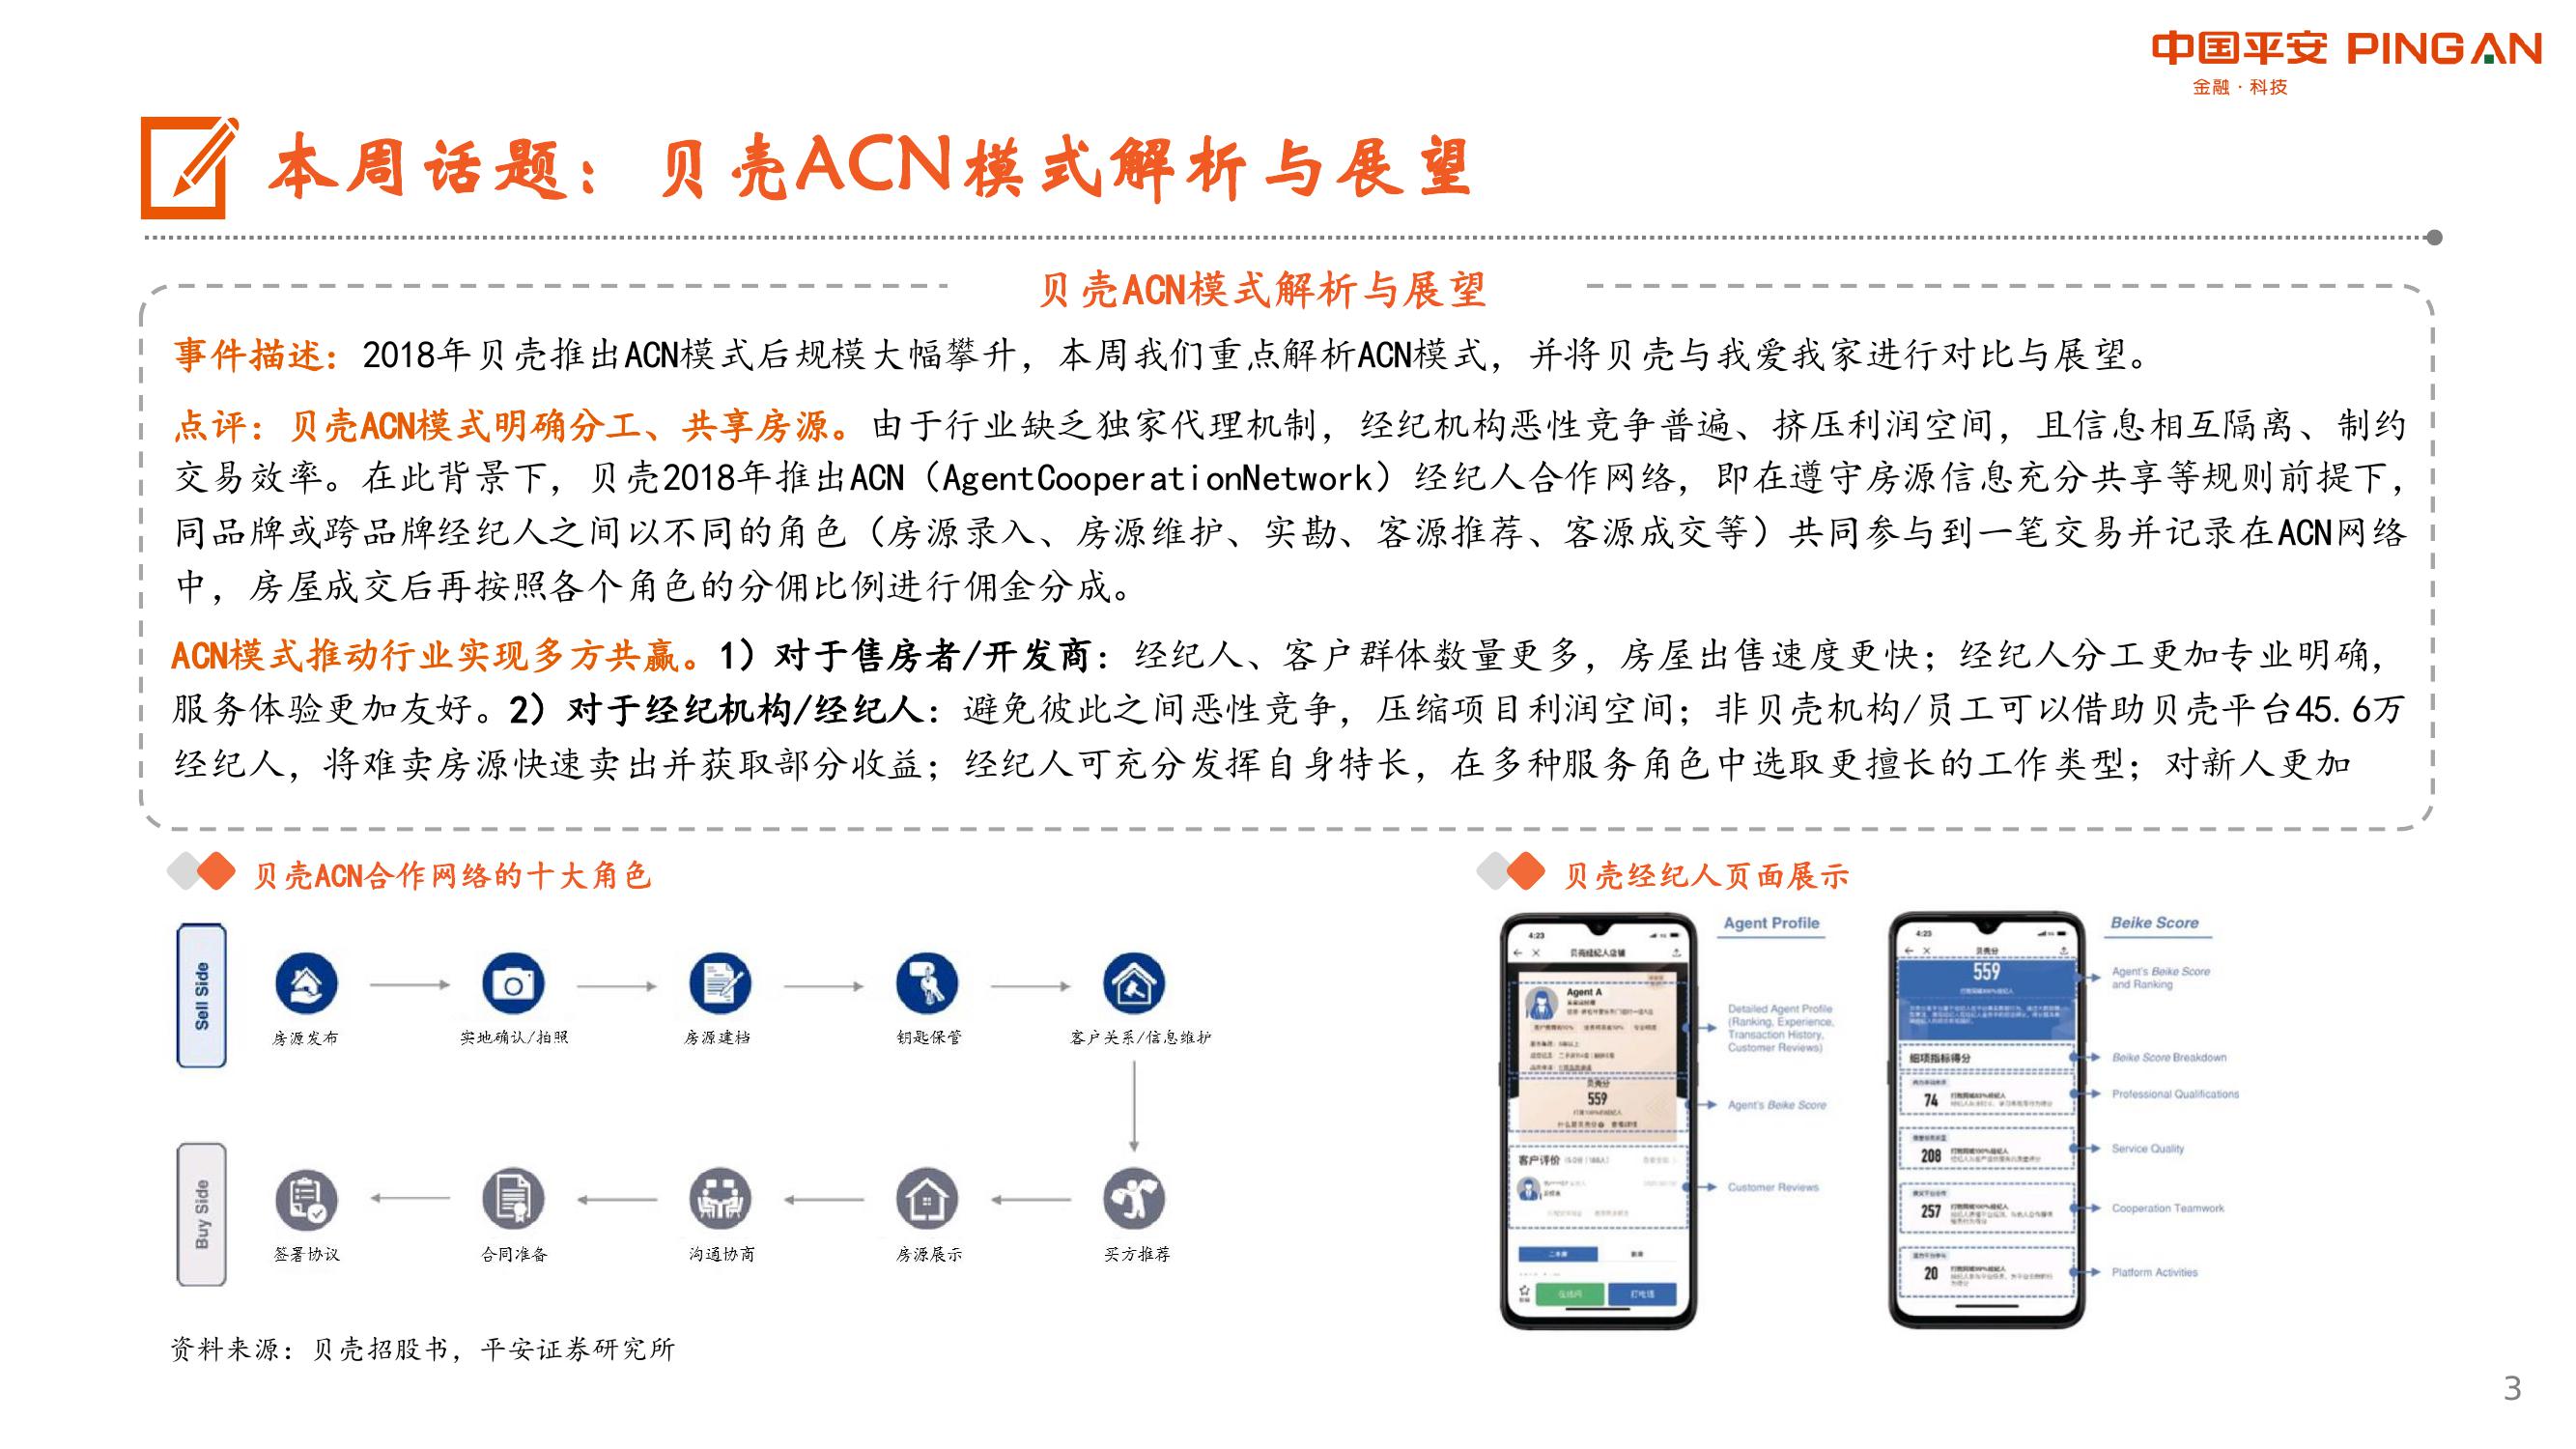 中国平安 PINGAN
金融·科技
本周话题：贝壳ACN模式解析与展望
贝壳ACN模式解析与展望
事件描述：2018年贝壳推出ACN模式后规模大幅攀升，本周我们重点解析ACN模式，并将贝壳与我爱我家进行对比与展望。
点评：贝壳ACN模式明确分工、共享房源。由于行业缺乏独家代理机制，经纪机构恶性竞争普遍、挤压利润空间，且信息相互隔离、制约
交易效率。在此背景下，贝壳2018年推出ACN（AgentCooperationNetwork）经纪人合作网络，即在遵守房源信息充分共享等规则前提下，
同品牌或跨品牌经纪人之间以不同的角色（房源录入、房源维护、实勘、客源推荐、客源成交等）共同参与到一笔交易并记录在ACN网络
中，房屋成交后再按照各个角色的分佣比例进行佣金分成。
ACN模式推动行业实现多方共赢。1）对于售房者/开发商：经纪人、客户群体数量更多，房屋出售速度更快；经纪人分工更加专业明确，
服务体验更加友好。2）对于经纪机构/经纪人：避免彼此之间恶性竞争，压缩项目利润空间；非贝壳机构/员工可以借助贝壳平台45.6万
经纪人，将难卖房源快速卖出并获取部分收益；经纪人可充分发挥自身特长，在多种服务角色中选取更擅长的工作类型；对新人更加
贝壳ACN合作网络的十大角色
Sell Side
房源发布
实地确认/拍照
房源建档
钥匙保管
客户关系/信息维护
Buy Side
签署协议
合同准备
沟通协商
房源展示
买方推荐
贝壳经纪人页面展示
4:23
贝壳经纪人店铺
Agent A
贝壳分
559
什么是贝壳分
客户评价
二手房
Agent Profile
Detailed Agent Profile
(Ranking, Experience,
Transaction History,
Customer Reviews)
Agent's Beike Score
Customer Reviews
4:23
贝壳分
559
细项指标得分
74
208
257
20
Beike Score
Agent's Beike Score
and Ranking
Beike Score Breakdown
Professional Qualifications
Service Quality
Cooperation Teamwork
Platform Activities
资料来源：贝壳招股书，平安证券研究所
3